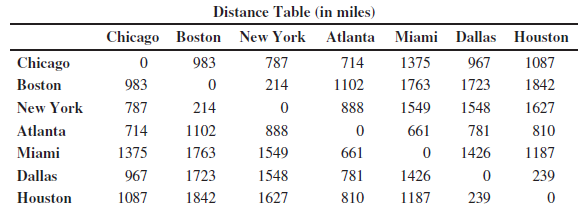 Distance Table (in miles)
Chicago Boston New York Atlanta Miami Dallas Houston
Chicago 0 983 787 714 1375 967 1087
Boston 983 0 214 1102 1763 1723 1842
New York 787 214 0 888 1549 1548 1627
Atlanta 714 1102 888 0 661 781 810
Miami 1375 1763 1549 661 0 1426 1187
Dallas 967 1723 1548 781 1426 0 239
Houston 1087 1842 1627 810 1187 239 0